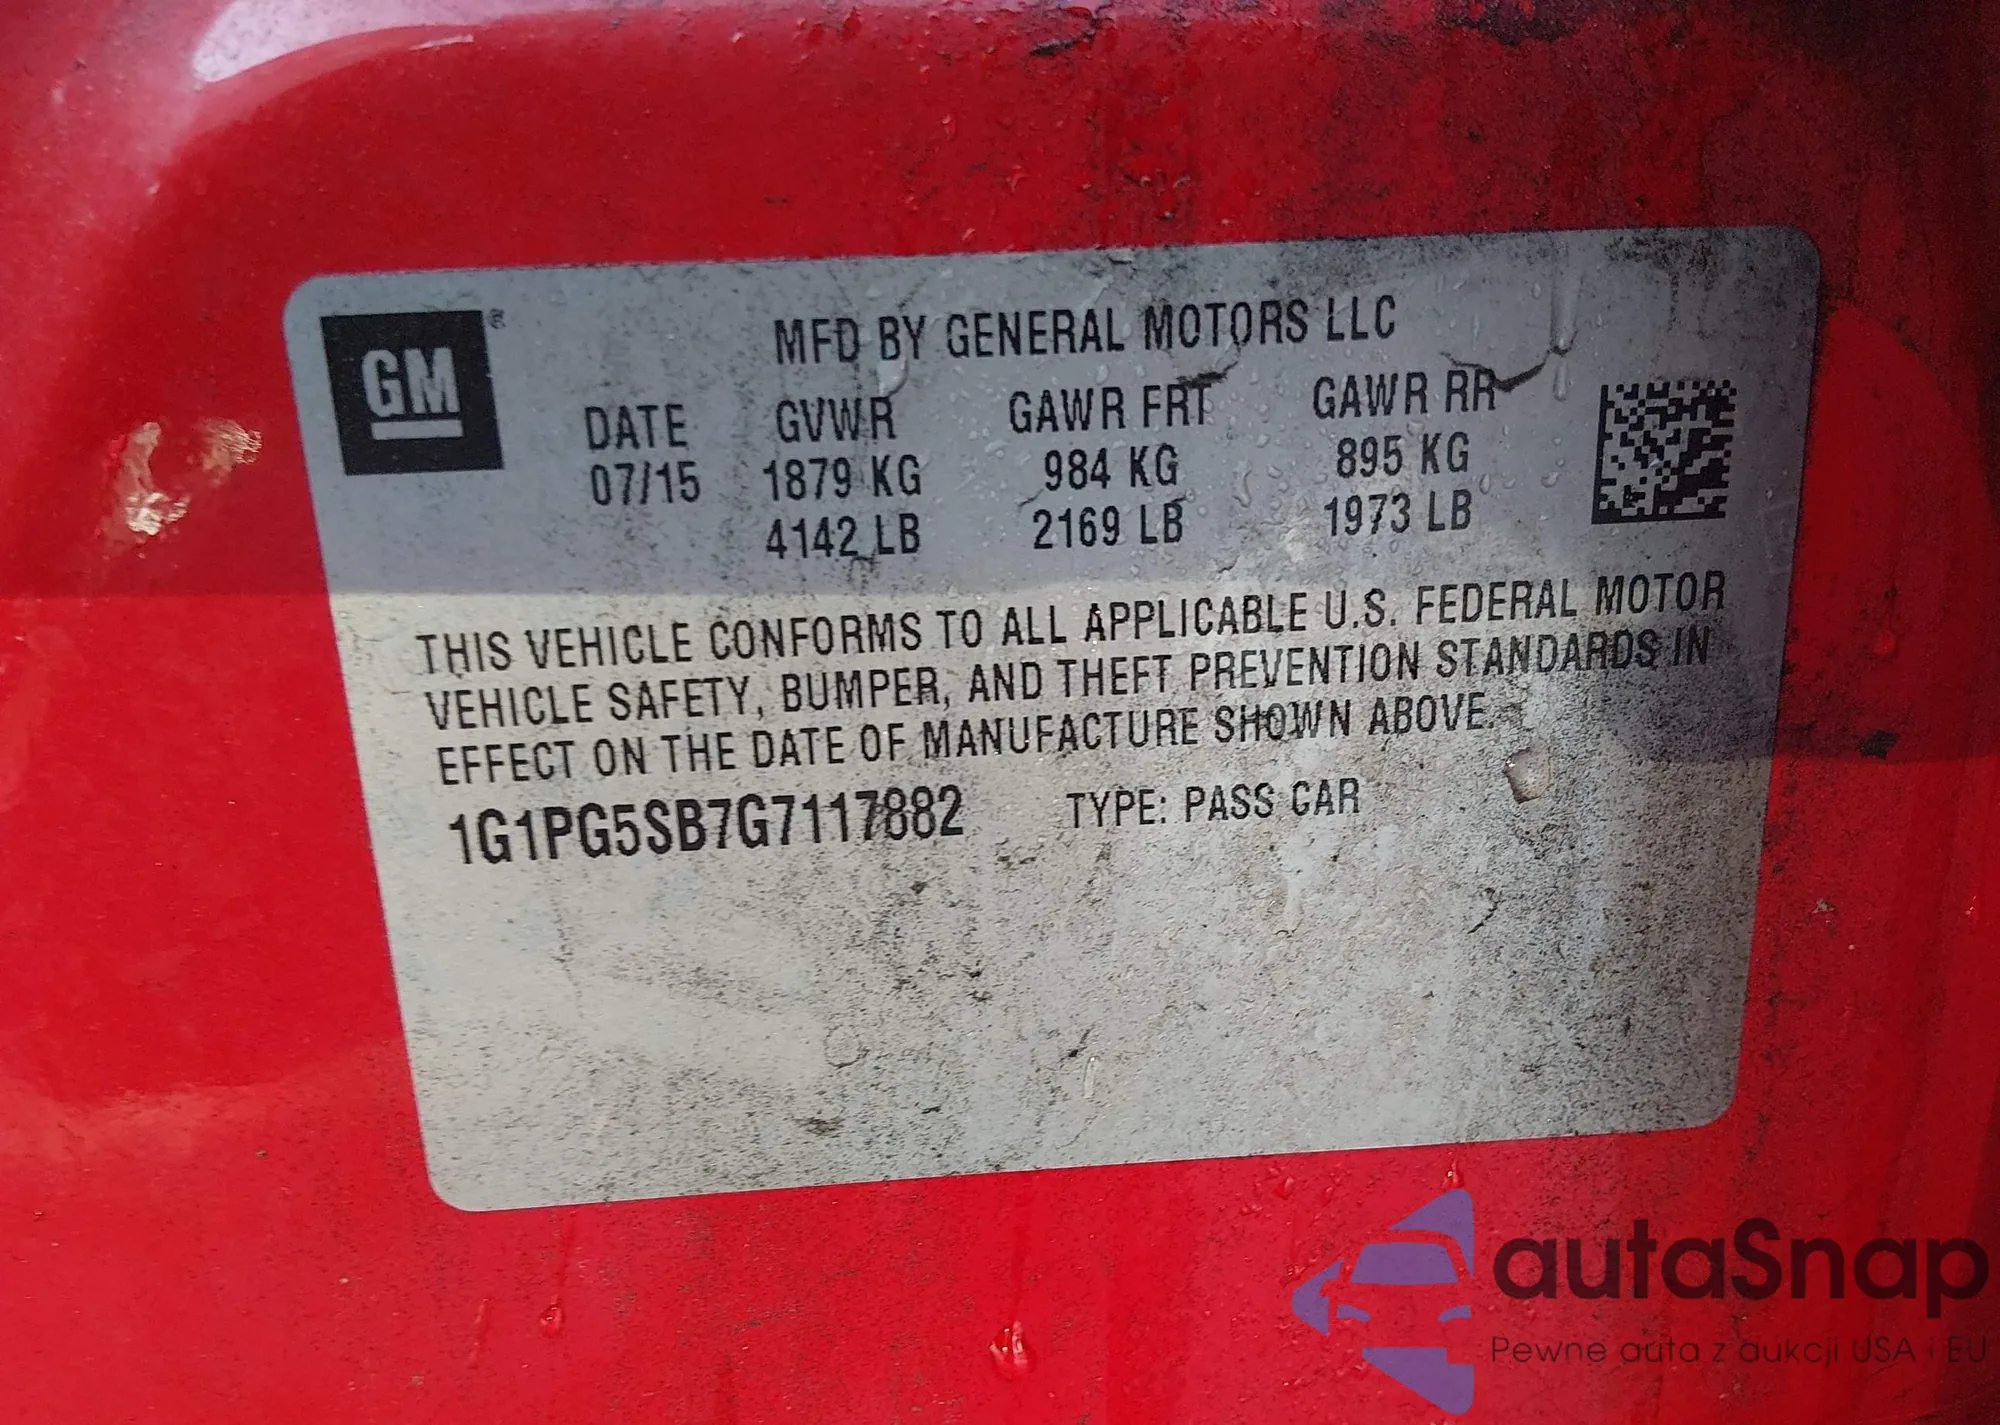 GM ®
MFD BY GENERAL MOTORS LLC
DATE GVWR GAWR FRT GAWR RR
07/15 1879 KG 984 KG 895 KG
4142 LB 2169 LB 1973 LB
THIS VEHICLE CONFORMS TO ALL APPLICABLE U.S. FEDERAL MOTOR
VEHICLE SAFETY, BUMPER, AND THEFT PREVENTION STANDARDS IN
EFFECT ON THE DATE OF MANUFACTURE SHOWN ABOVE.
1G1PG5SB7G7117882 TYPE: PASS CAR
autaSnap
Pewne auta z aukcji USA i EU